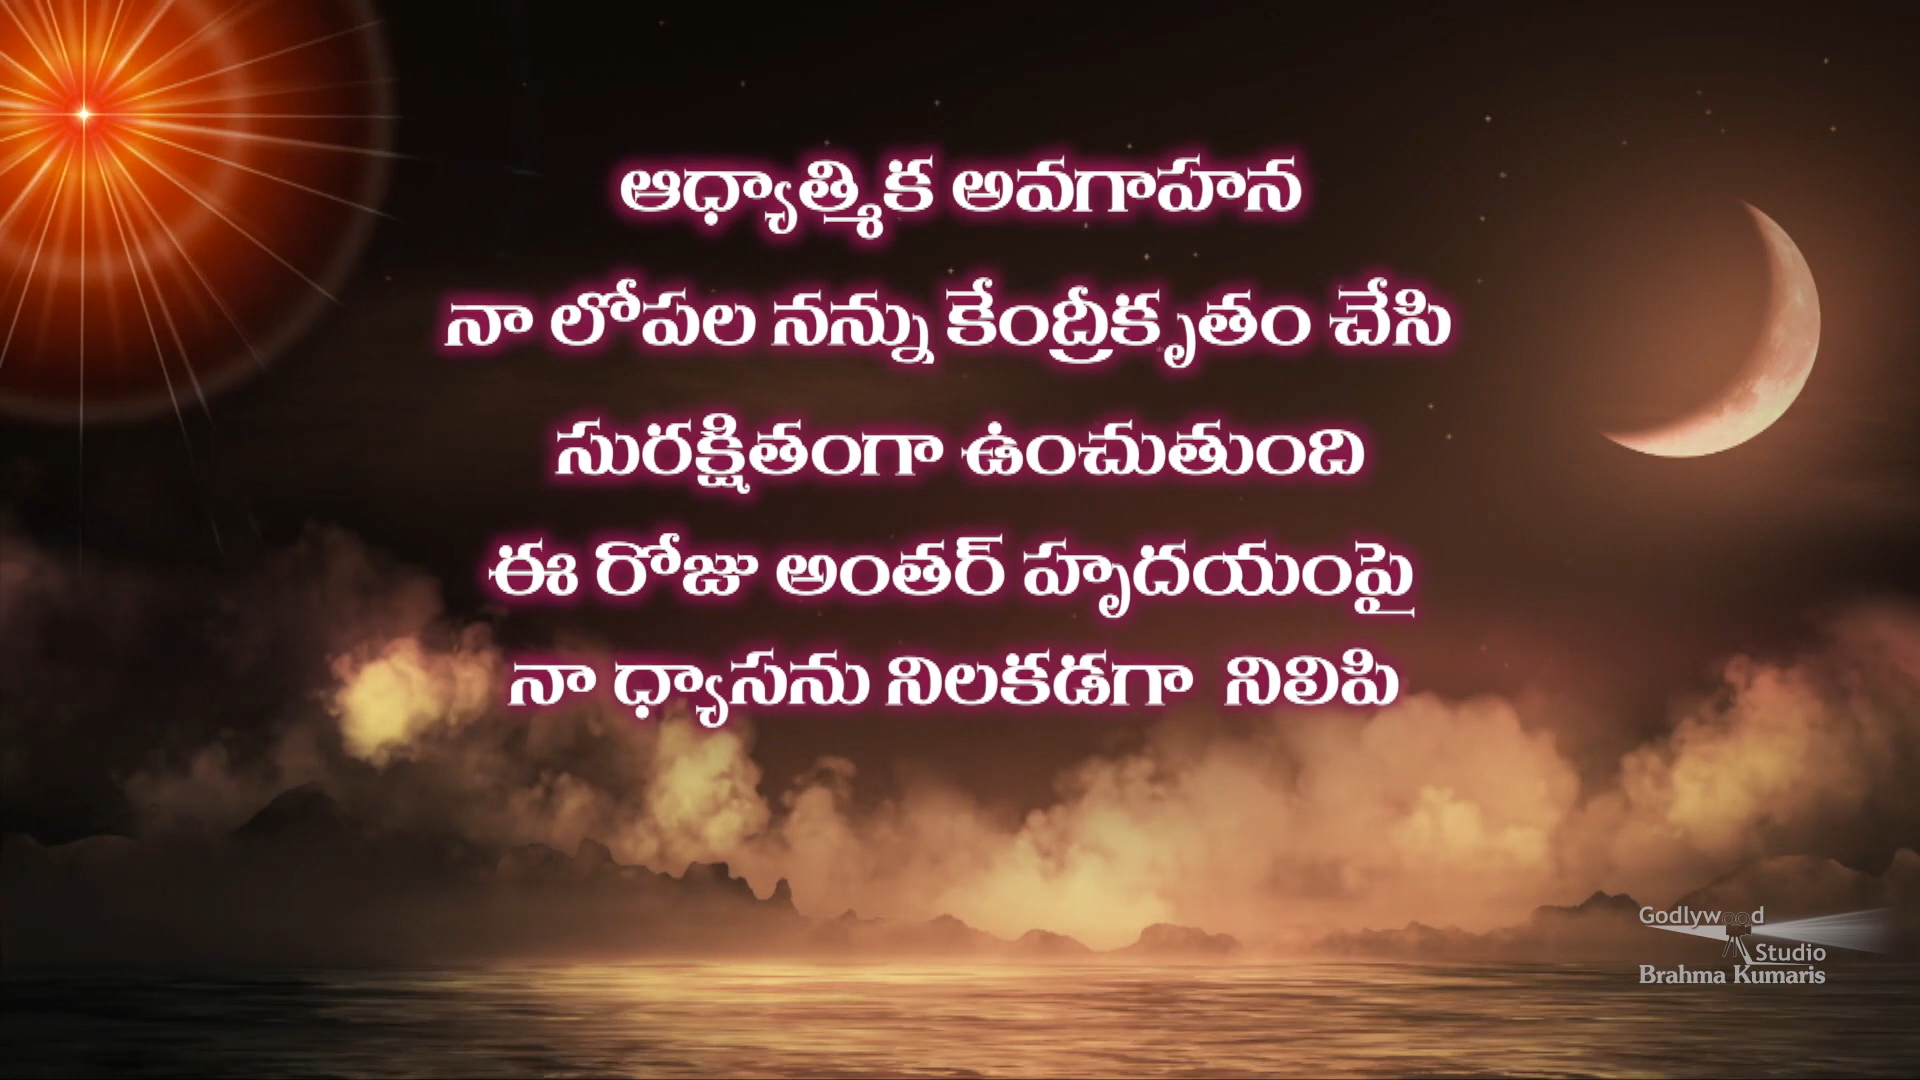 ఆధ్యాత్మిక అవగాహన
నా లోపల నన్ను కేంద్రీకృతం చేసి
సురక్షితంగా ఉంచుతుంది
ఈ రోజు అంతర్ హృదయంపై
నా ధ్యాసను నిలకడగా నిలిపి
Godlywood
Studio
Brahma Kumaris